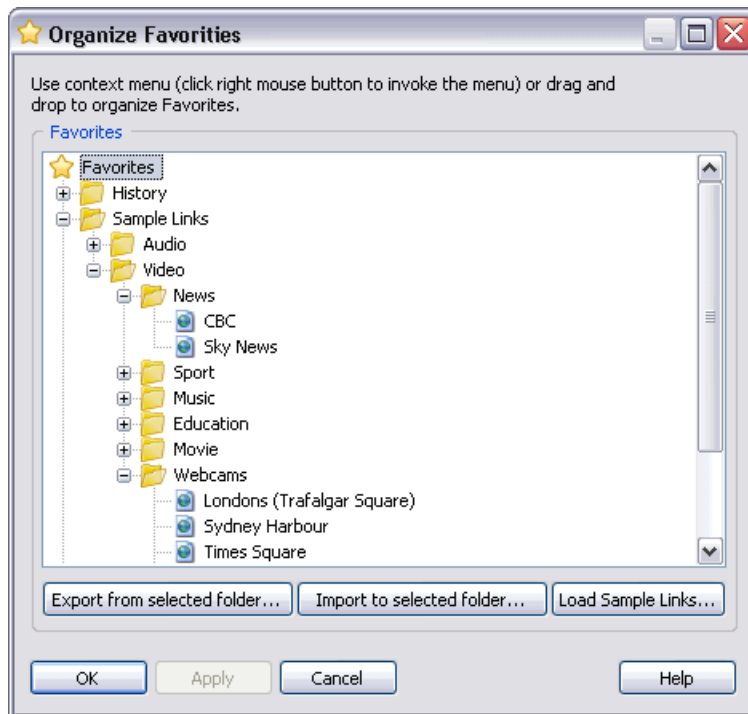 Organize Favorities
Use context menu (click right mouse button to invoke the menu) or drag and
drop to organize Favorites.
Favorites
Favorites
History
Sample Links
Audio
Video
News
CBC
Sky News
Sport
Music
Education
Movie
Webcams
Londons (Trafalgar Square)
Sydney Harbour
Times Square
Export from selected folder... Import to selected folder... Load Sample Links...
OK Apply Cancel Help